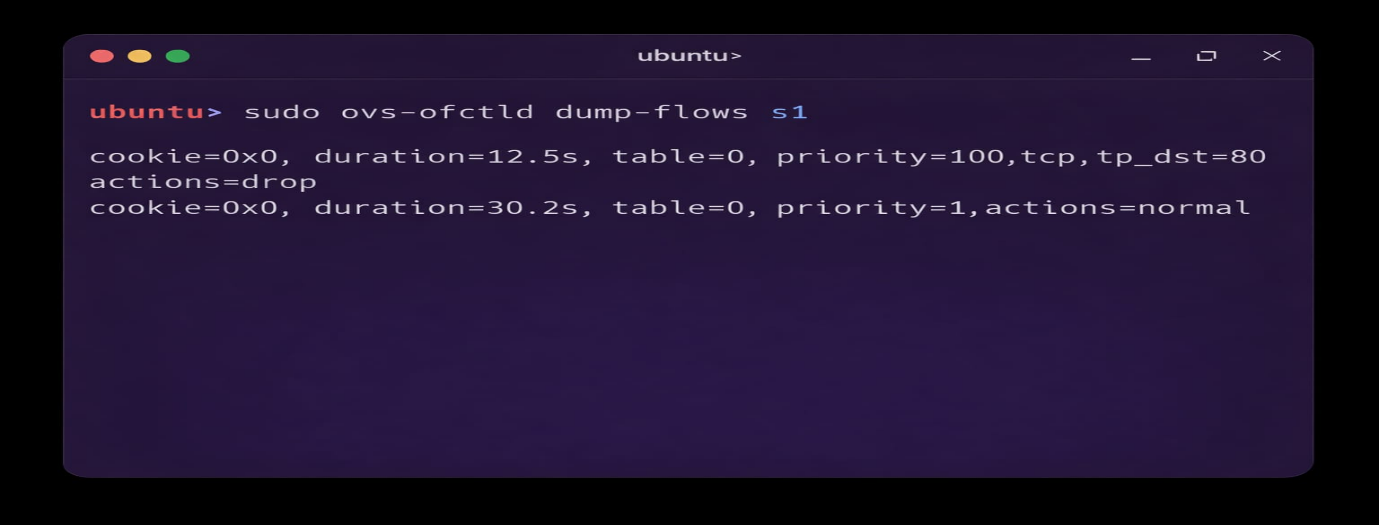 ubuntu>
ubuntu> sudo ovs-ofctld dump-flows s1
cookie=0x0, duration=12.5s, table=0, priority=100,tcp,tp_dst=80
actions=drop
cookie=0x0, duration=30.2s, table=0, priority=1,actions=normal